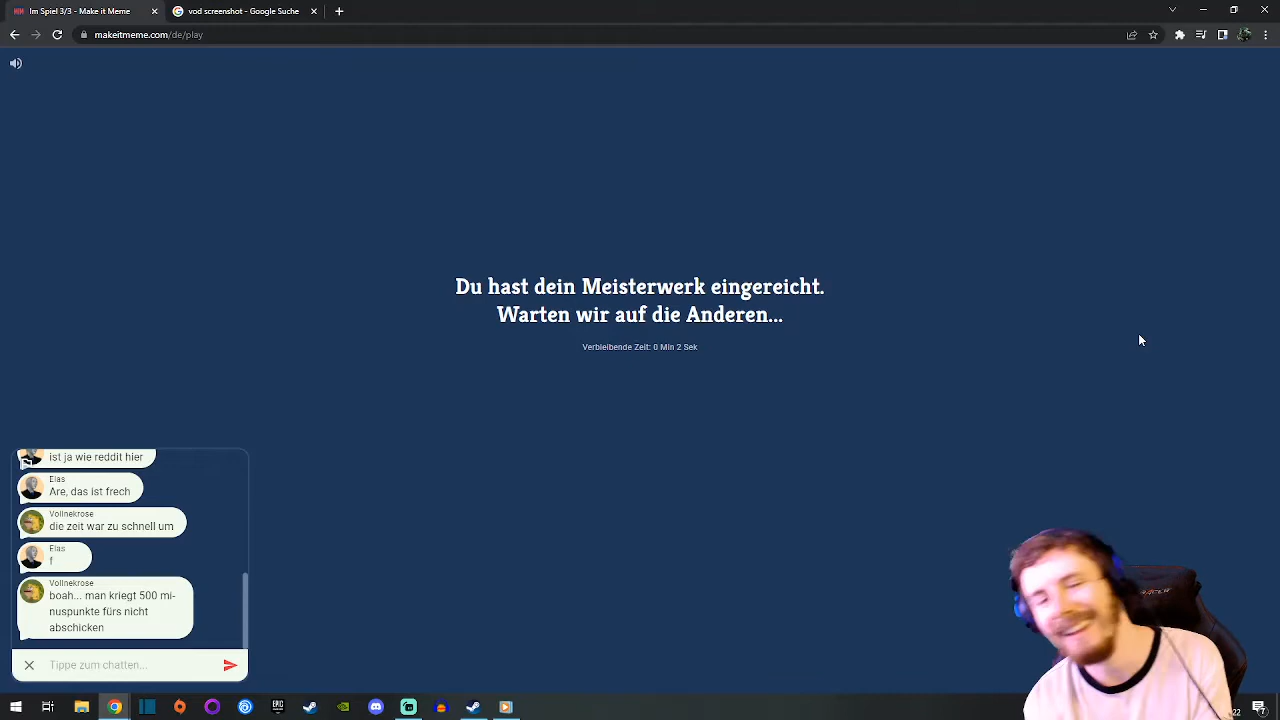 Im Spiel 3/3 - Make it Meme
vod screenshot - Google Suche
makeitmeme.com/de/play
Du hast dein Meisterwerk eingereicht.
Warten wir auf die Anderen...
Verbleibende Zeit: 0 Min 2 Sek
ist ja wie reddit hier
Elas
Are, das ist frech
Vollnekrose
die zeit war zu schnell um
Elas
f
Vollnekrose
boah... man kriegt 500 mi-
nuspunkte fürs nicht
abschicken
Tippe zum chatten...
EPIC